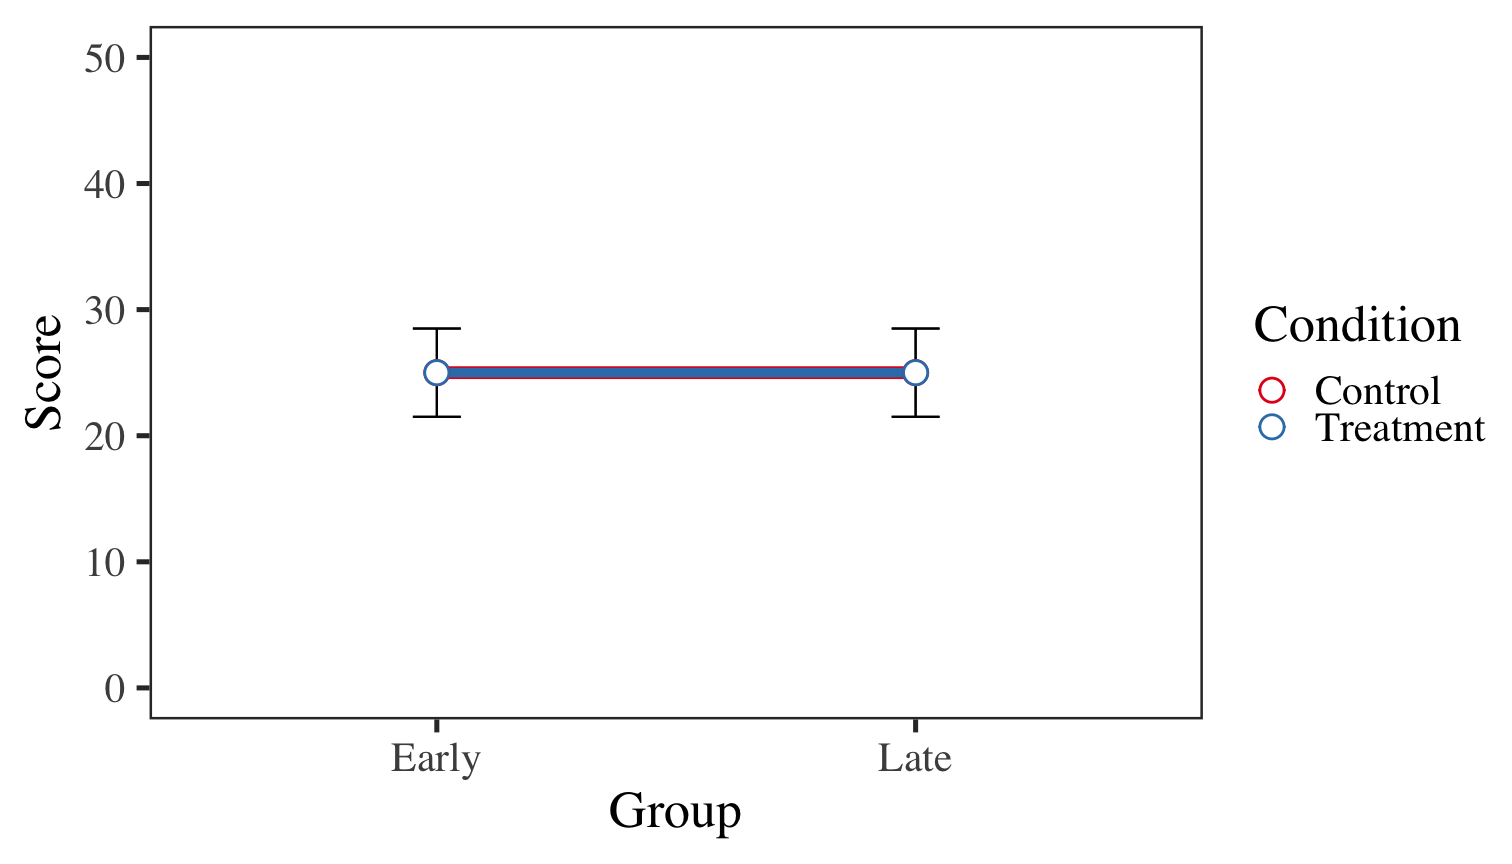 50
40
30
20
10
0
Score
Early Late
Group
Condition
Control
Treatment